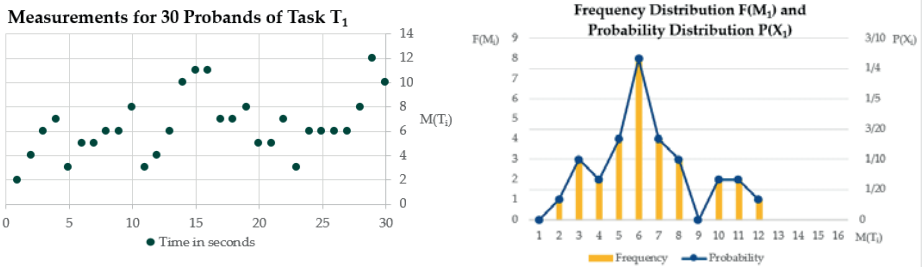 Measurements for 30 Probands of Task T₁
14
12
10
8
6
4
2
0
M(Tᵢ)
0 5 10 15 20 25 30
Time in seconds
Frequency Distribution F(M₁) and
Probability Distribution P(X₁)
F(Mᵢ)
9
8
7
6
5
4
3
2
1
0
3/10
1/4
1/5
3/20
1/10
1/20
0
P(Xᵢ)
1 2 3 4 5 6 7 8 9 10 11 12 13 14 15 16 M(Tᵢ)
Frequency Probability